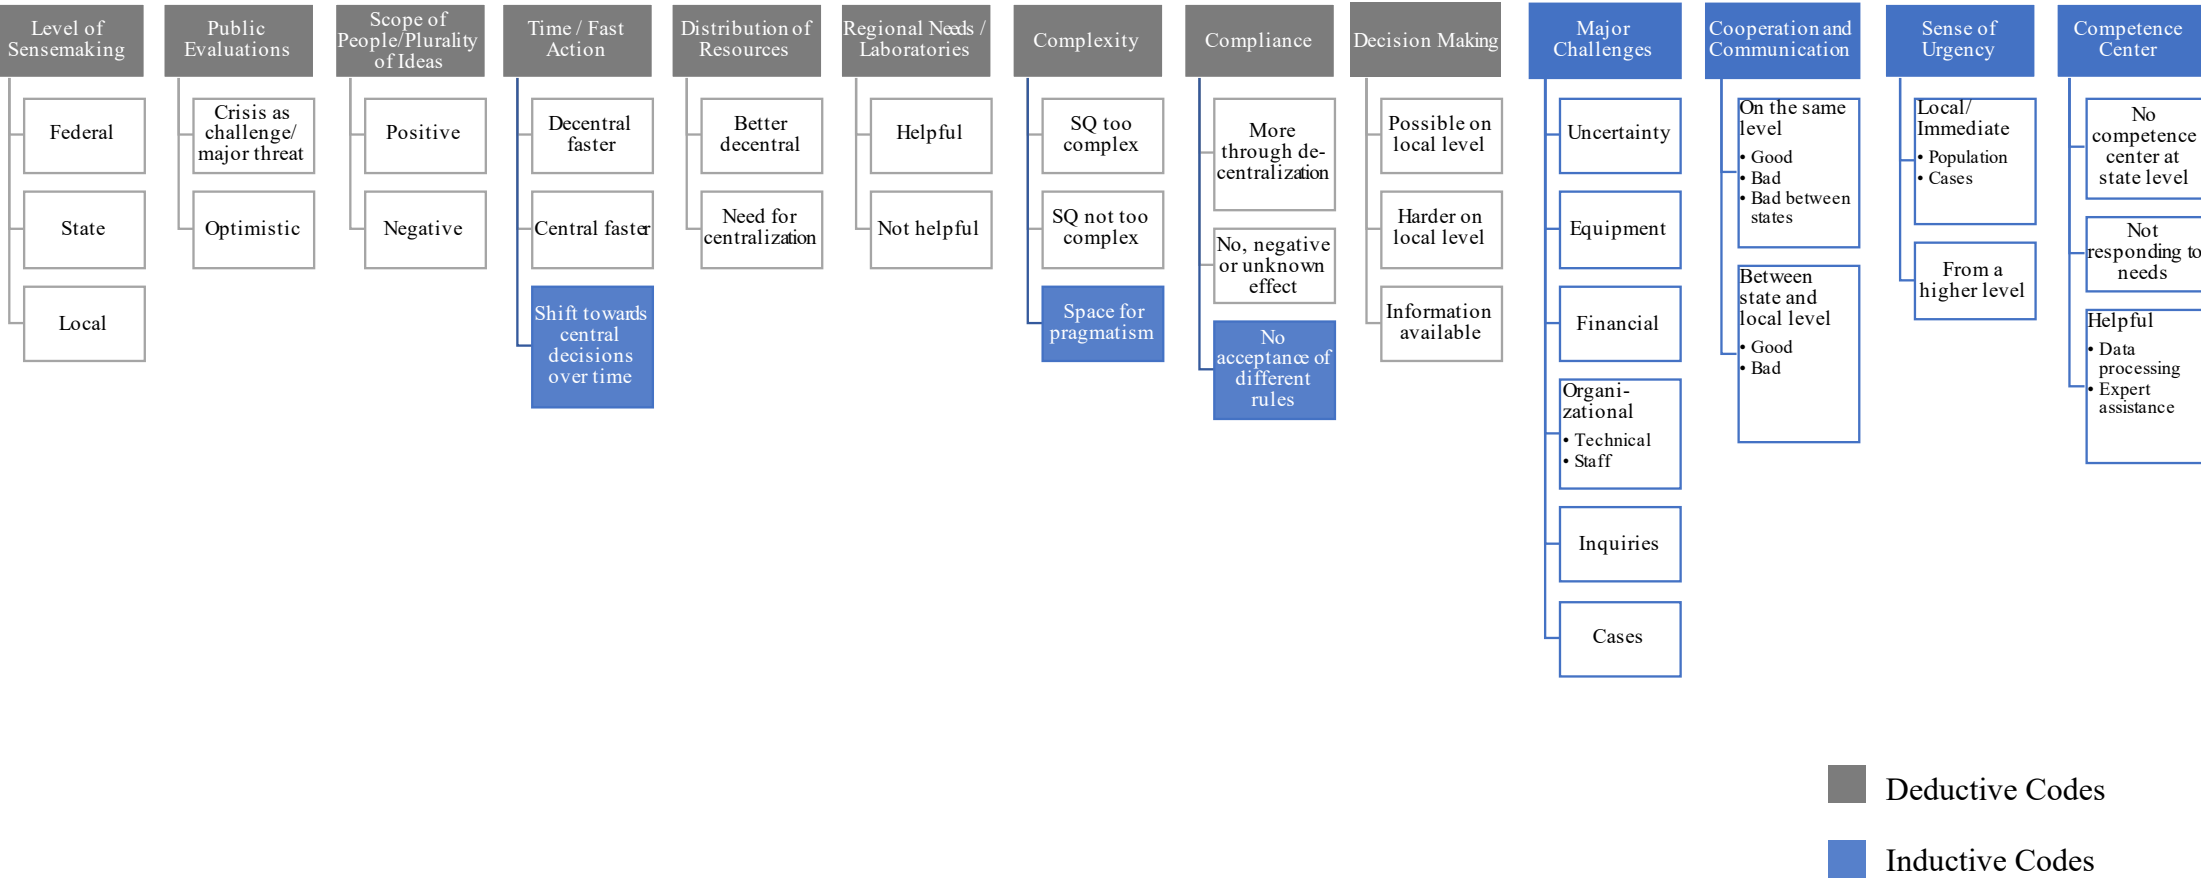 Level of
Sensemaking
Federal
State
Local
Public
Evaluations
Crisis as
challenge/
major threat
Optimistic
Scope of
People/Plurality
of Ideas
Positive
Negative
Time / Fast
Action
Decentral
faster
Central faster
Shift towards
central
decisions
over time
Distribution of
Resources
Better
decentral
Need for
centralization
Regional Needs /
Laboratories
Helpful
Not helpful
Complexity
SQ too
complex
SQ not too
complex
Space for
pragmatism
Compliance
More
through de-
centralization
No, negative
or unknown
effect
No
acceptance of
different
rules
Decision Making
Possible on
local level
Harder on
local level
Information
available
Major
Challenges
Uncertainty
Equipment
Financial
Organi-
zational
• Technical
• Staff
Inquiries
Cases
Cooperation and
Communication
On the same
level
• Good
• Bad
• Bad between
states
Between
state and
local level
• Good
• Bad
Sense of
Urgency
Local/
Immediate
• Population
• Cases
From a
higher level
Competence
Center
No
competence
center at
state level
Not
responding to
needs
Helpful
• Data
processing
• Expert
assistance
Deductive Codes
Inductive Codes